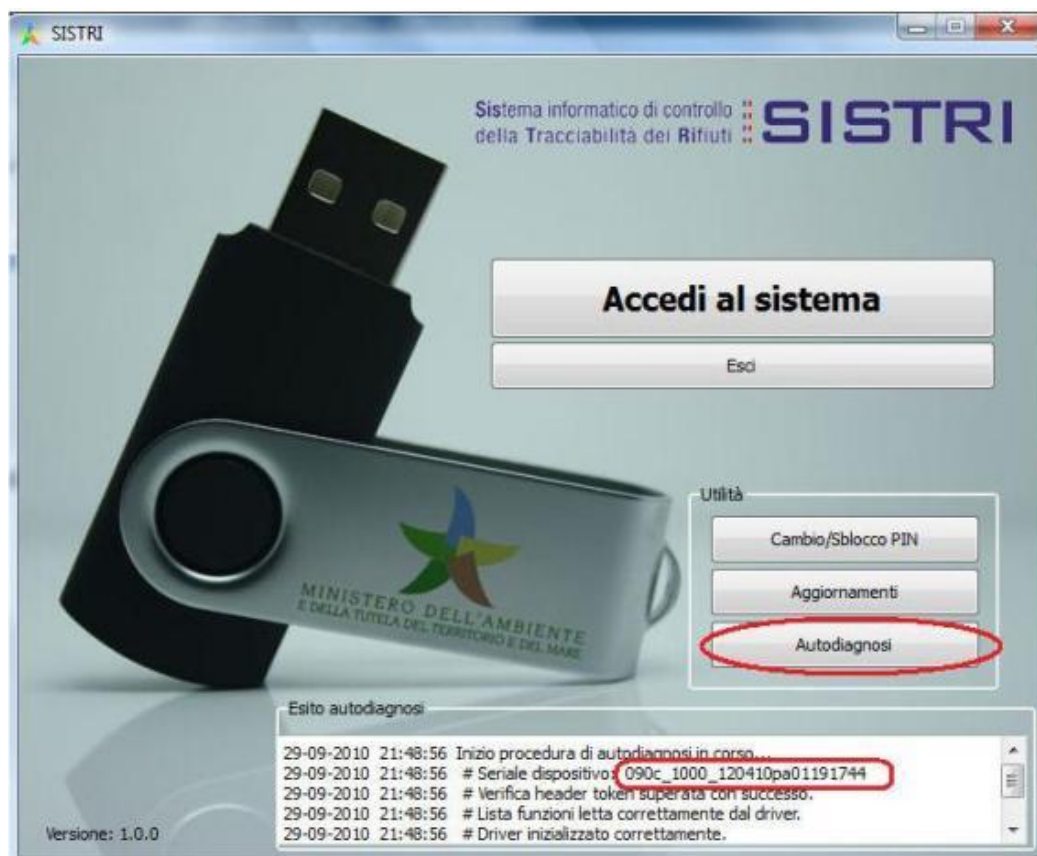 SISTRI
Sistema informatico di controllo
della Tracciabilità dei Rifiuti
SISTRI
Accedi al sistema
Esci
Utilità
Cambio/Sblocco PIN
Aggiornamenti
Autodiagnosi
MINISTERO DELL'AMBIENTE
E DELLA TUTELA DEL TERRITORIO E DEL MARE
Esito autodiagnosi
29-09-2010 21:48:56 Inizio procedura di autodiagnosi in corso...
29-09-2010 21:48:56 # Seriale dispositivo: 090c_1000_120410pa01191744
29-09-2010 21:48:56 # Verifica header token superata con successo.
29-09-2010 21:48:56 # Lista funzioni letta correttamente dal driver.
29-09-2010 21:48:56 # Driver inizializzato correttamente.
Versione: 1.0.0